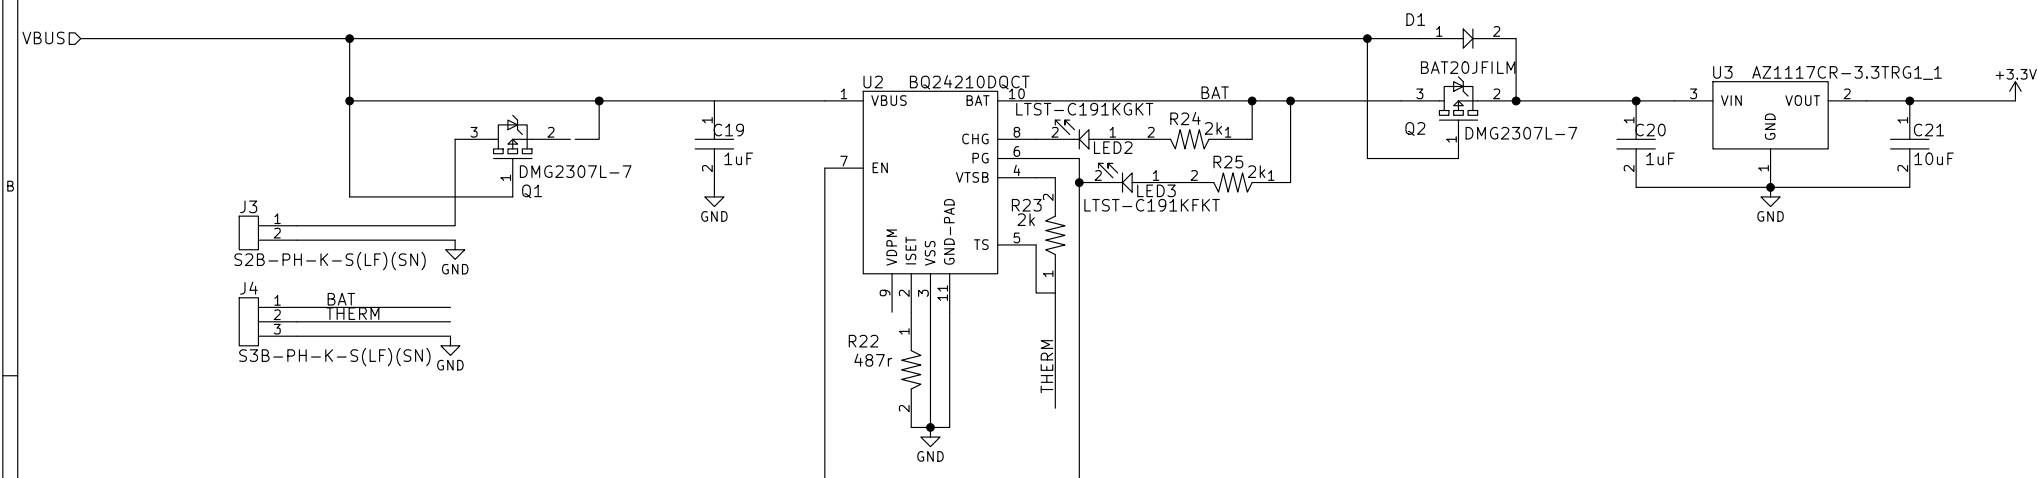 VBUS
B
J3
1
2
S2B-PH-K-S(LF)(SN)
GND
J4
1
BAT
2
THERM
3
S3B-PH-K-S(LF)(SN)
GND
3
2
1
DMG2307L-7
Q1
1
C19
1uF
2
GND
U2
BQ24210DQCT
1
VBUS
BAT
10
7
EN
CHG
8
PG
6
VTSB
4
TS
5
VDPM
ISET
VSS
GND-PAD
9
2
3
11
R22
487r
1
2
GND
LTST-C191KGKT
2
1
LED2
2
R24
2k
1
BAT
2
1
LED3
LTST-C191KFKT
2
R25
2k
1
R23
2k
2
1
THERM
D1
1
2
BAT20JFILM
3
2
1
Q2
DMG2307L-7
1
C20
1uF
2
U3
AZ1117CR-3.3TRG1_1
3
VIN
VOUT
2
GND
1
GND
1
C21
10uF
2
+3.3V